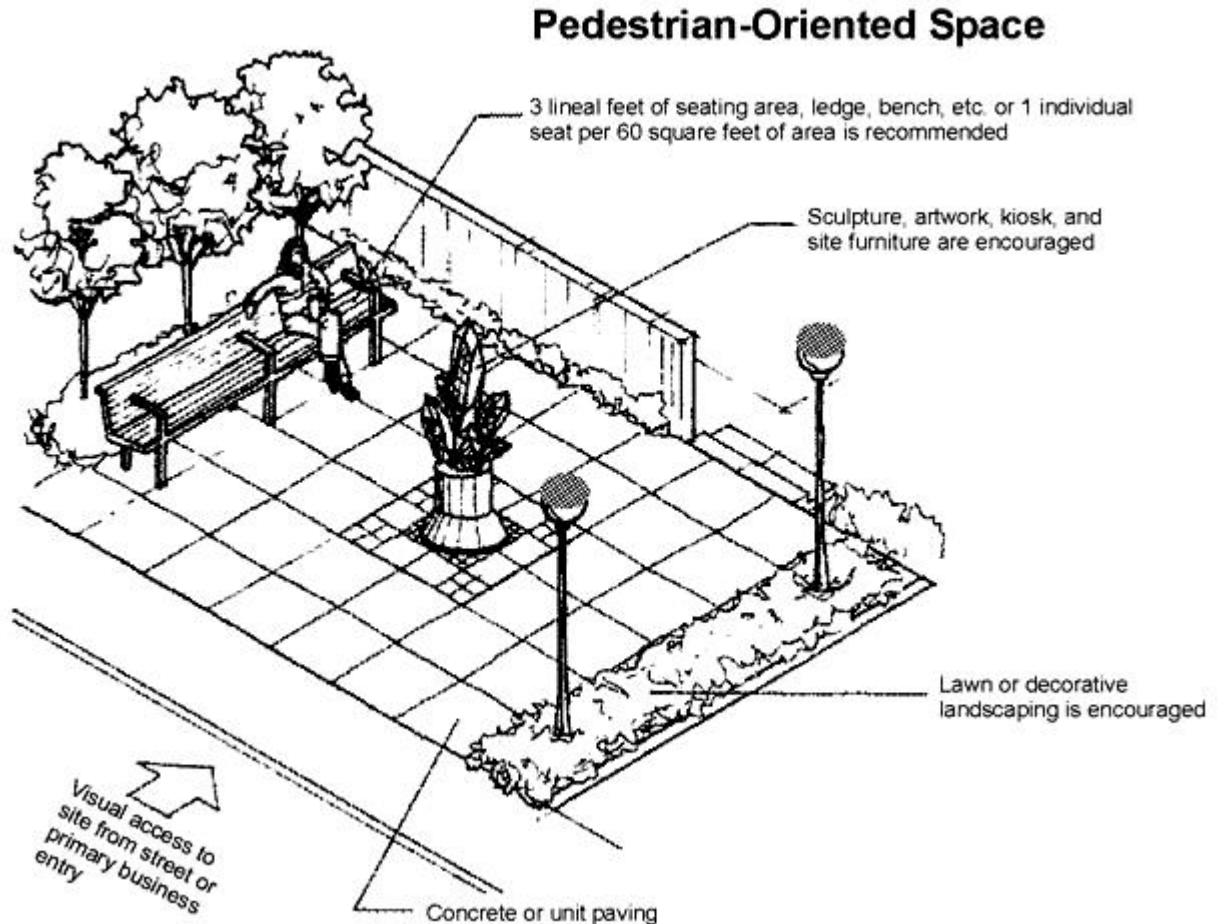 Pedestrian-Oriented Space
3 lineal feet of seating area, ledge, bench, etc. or 1 individual
seat per 60 square feet of area is recommended
Sculpture, artwork, kiosk, and
site furniture are encouraged
Lawn or decorative
landscaping is encouraged
Visual access to
site from street or
primary business
entry
Concrete or unit paving